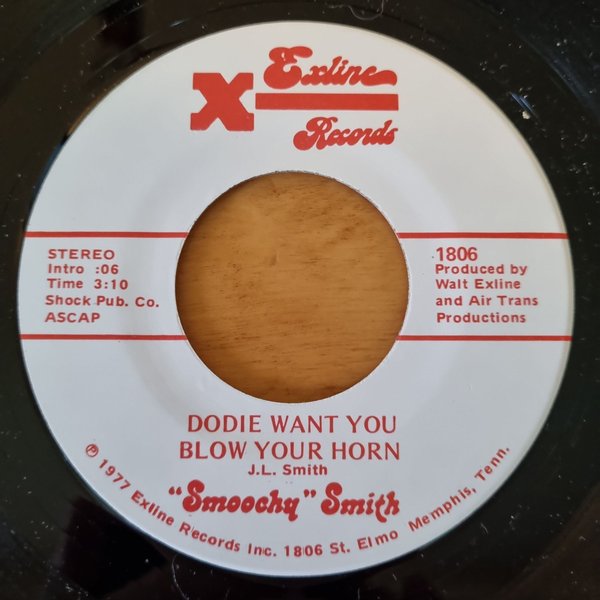 X Exline
Records
STEREO
Intro :06
Time 3:10
Shock Pub. Co.
ASCAP
1806
Produced by
Walt Exline
and Air Trans
Productions
DODIE WANT YOU
BLOW YOUR HORN
J.L. Smith
"Smoochy" Smith
℗ 1977 Exline Records Inc. 1806 St. Elmo Memphis, Tenn.